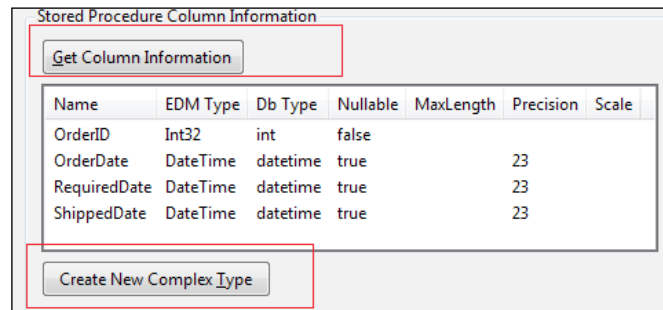 Stored Procedure Column Information
Get Column Information
Name EDM Type Db Type Nullable MaxLength Precision Scale
OrderID Int32 int false
OrderDate DateTime datetime true 23
RequiredDate DateTime datetime true 23
ShippedDate DateTime datetime true 23
Create New Complex Type